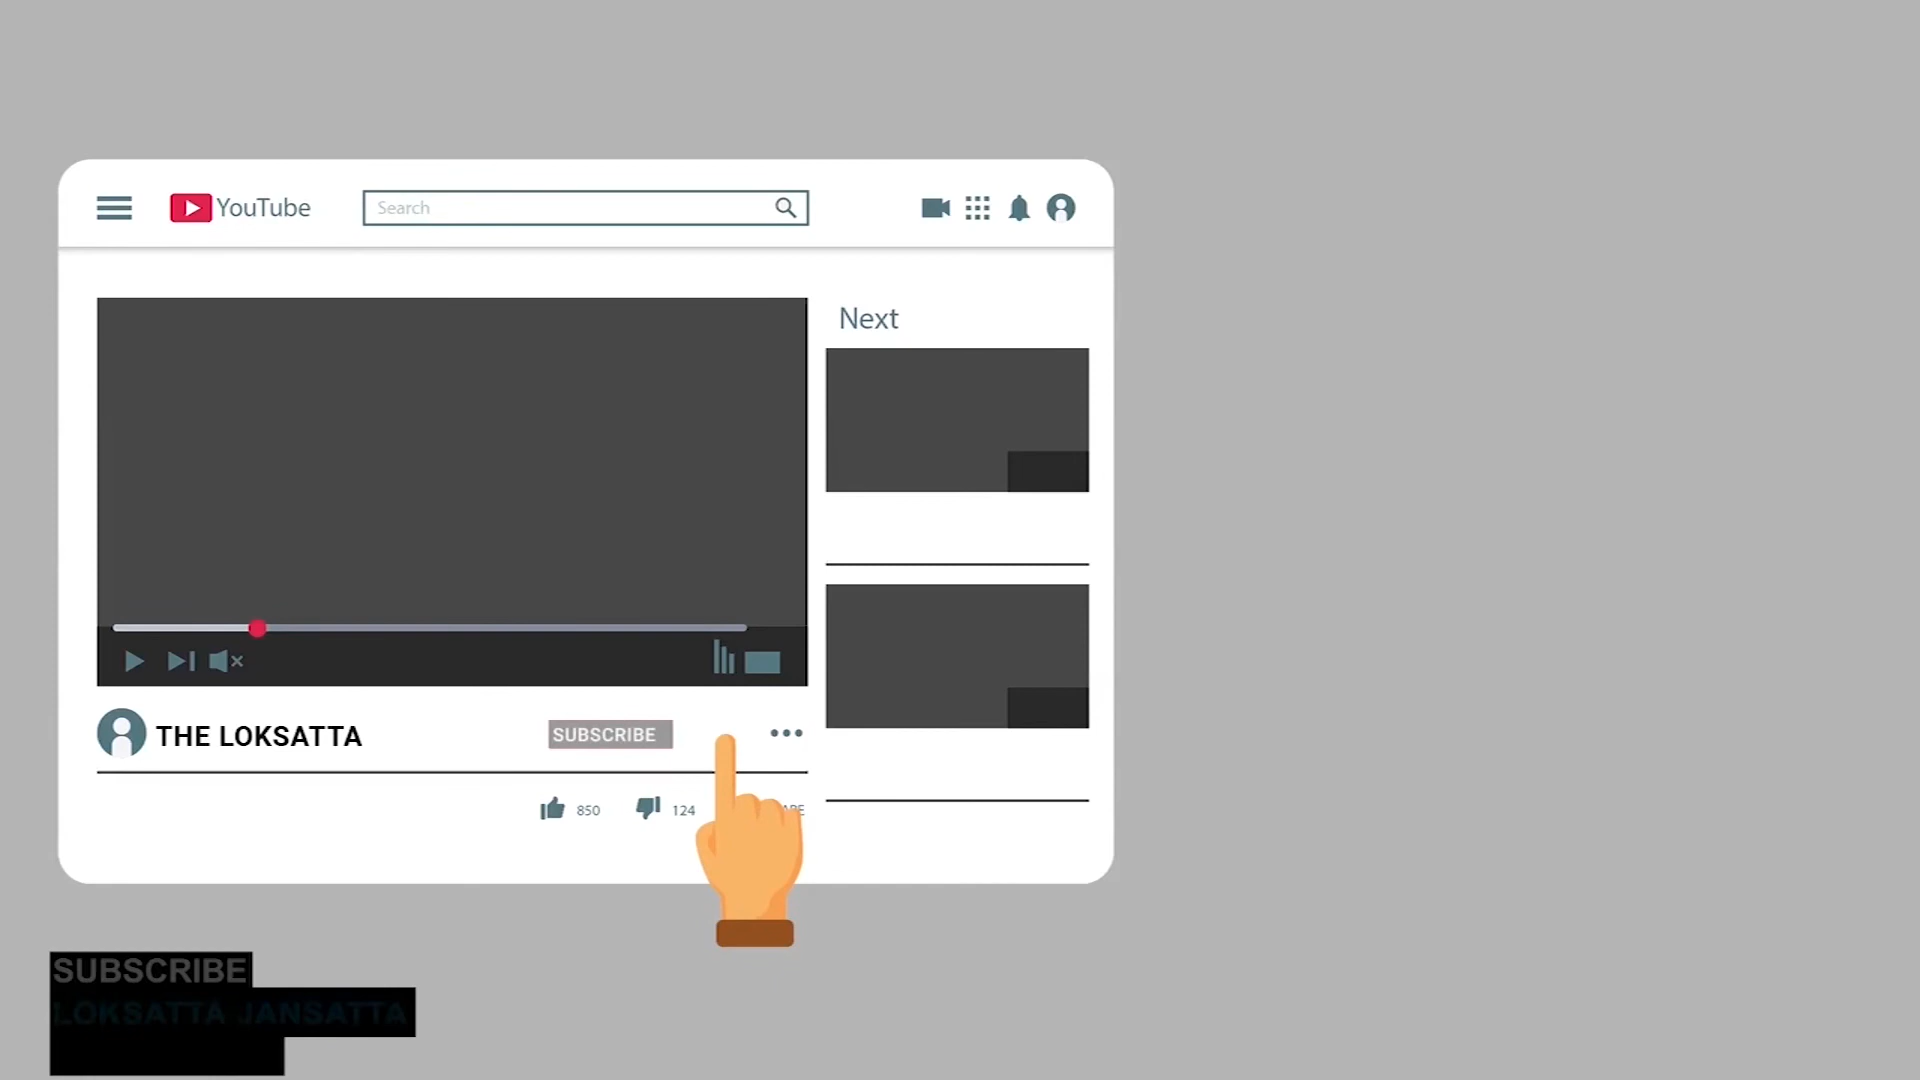 YouTube
Search
Next
THE LOKSATTA
SUBSCRIBE
850
124
SUBSCRIBE
LOKSATTA JANSATTA